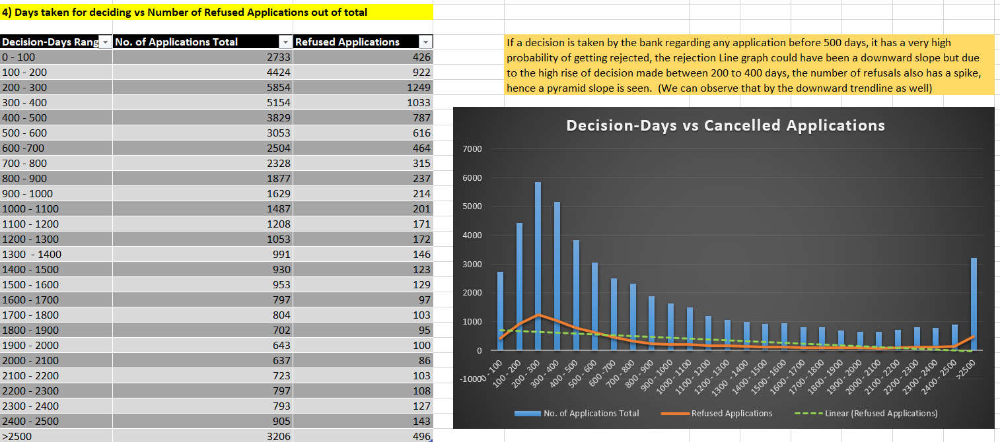 4) Days taken for deciding vs Number of Refused Applications out of total
Decision-Days Rang No. of Applications Total Refused Applications
0 - 100 2733 426
100 - 200 4424 922
200 - 300 5854 1249
300 - 400 5154 1033
400 - 500 3829 787
500 - 600 3053 616
600 -700 2504 464
700 - 800 2328 315
800 - 900 1877 237
900 - 1000 1629 214
1000 - 1100 1487 201
1100 - 1200 1208 171
1200 - 1300 1053 172
1300  - 1400 991 146
1400 - 1500 930 123
1500 - 1600 953 129
1600 - 1700 797 97
1700 - 1800 804 103
1800 - 1900 702 95
1900 - 2000 643 100
2000 - 2100 637 86
2100 - 2200 723 103
2200 - 2300 797 108
2300 - 2400 793 127
2400 - 2500 905 143
>2500 3206 496
If a decision is taken by the bank regarding any application before 500 days, it has a very high
probability of getting rejected, the rejection Line graph could have been a downward slope but due
to the high rise of decision made between 200 to 400 days, the number of refusals also has a spike,
hence a pyramid slope is seen.  (We can observe that by the downward trendline as well)
Decision-Days vs Cancelled Applications
7000
6000
5000
4000
3000
2000
1000
0
-1000
0 - 100
100 - 200
200 - 300
300 - 400
400 - 500
500 - 600
600 -700
700 - 800
800 - 900
900 - 1000
1000 - 1100
1100 - 1200
1200 - 1300
1300  - 1400
1400 - 1500
1500 - 1600
1600 - 1700
1700 - 1800
1800 - 1900
1900 - 2000
2000 - 2100
2100 - 2200
2200 - 2300
2300 - 2400
2400 - 2500
>2500
No. of Applications Total
Refused Applications
Linear (Refused Applications)